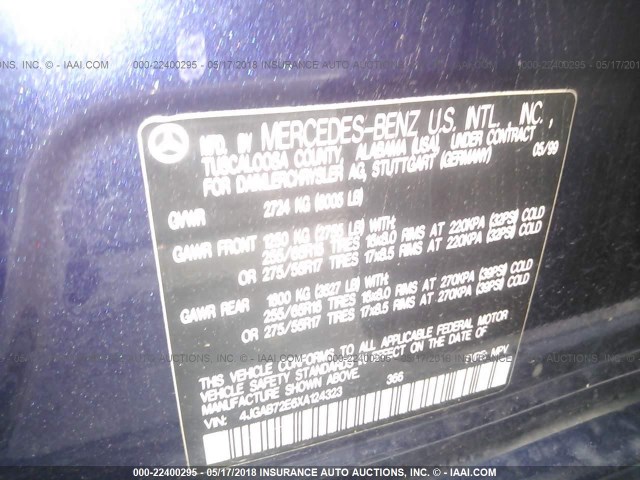 TIONS, INC. - © IAAI.COM 000-22400295 - 05/17/2018 INSURANCE AUTO AUCTIONS, INC. - © IAAI.COM 000-22400295 - 05
MFD. BY MERCEDES-BENZ U.S. INTL., INC.,
TUSCALOOSA COUNTY, ALABAMA (USA), UNDER CONTRACT
FOR DAIMLERCHRYSLER AG, STUTTGART (GERMANY) 05/99
GVWR 2724 KG (6005 LB)
GAWR FRONT 1250 KG (2755 LB) WITH:
255/65R16 TIRES 16x8.0 RIMS AT 220KPA (32PSI) COLD
OR 275/55R17 TIRES 17x8.5 RIMS AT 220KPA (32PSI) COLD
GAWR REAR 1600 KG (3527 LB) WITH:
255/65R16 TIRES 16x8.0 RIMS AT 270KPA (39PSI) COLD
OR 275/55R17 TIRES 17x8.5 RIMS AT 270KPA (39PSI) COLD
THIS VEHICLE CONFORMS TO ALL APPLICABLE FEDERAL MOTOR
VEHICLE SAFETY STANDARDS IN EFFECT ON THE DATE OF
MANUFACTURE SHOWN ABOVE. 366 MPV
VIN: 4JGAB72E6XA124323
000-22400295 - 05/17/2018 INSURANCE AUTO AUCTIONS, INC. - © IAAI.COM